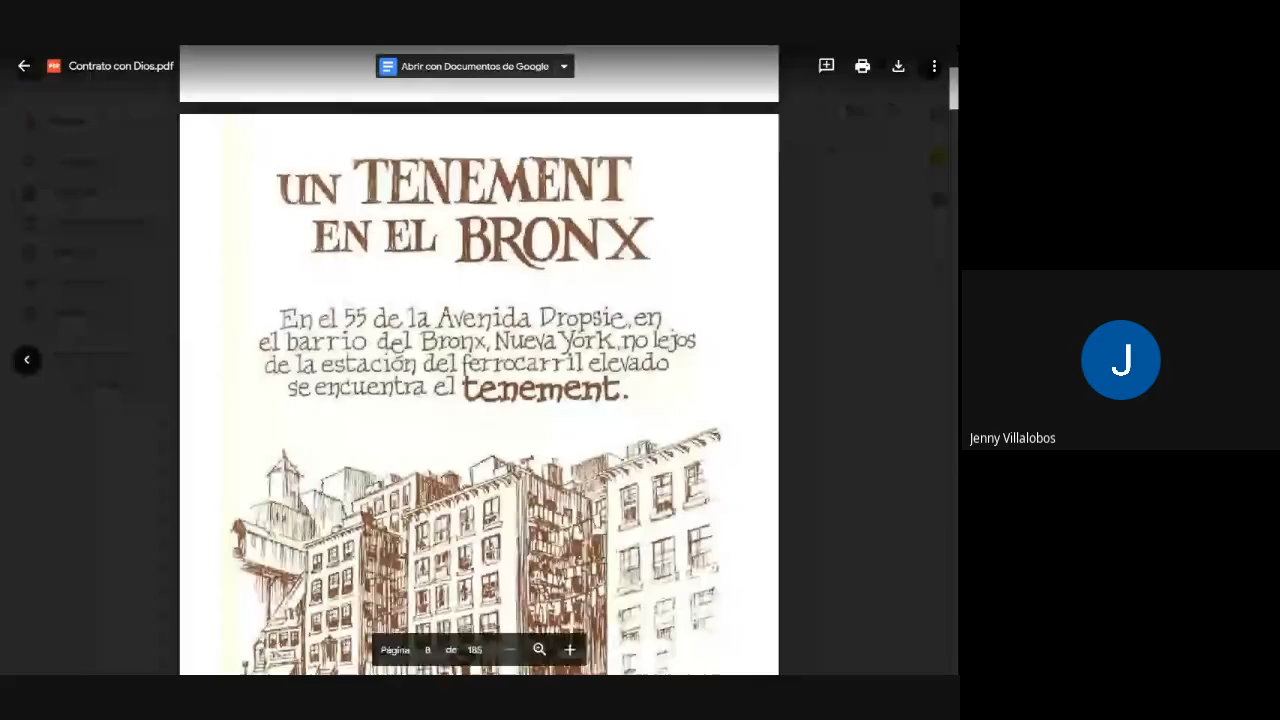 Contrato con Dios.pdf
Abrir con Documentos de Google
UN TENEMENT
EN EL BRONX
En el 55 de la Avenida Dropsie, en
el barrio del Bronx, Nueva York, no lejos
de la estación del ferrocarril elevado
se encuentra el tenement.
Página 8 de 185
J
Jenny Villalobos